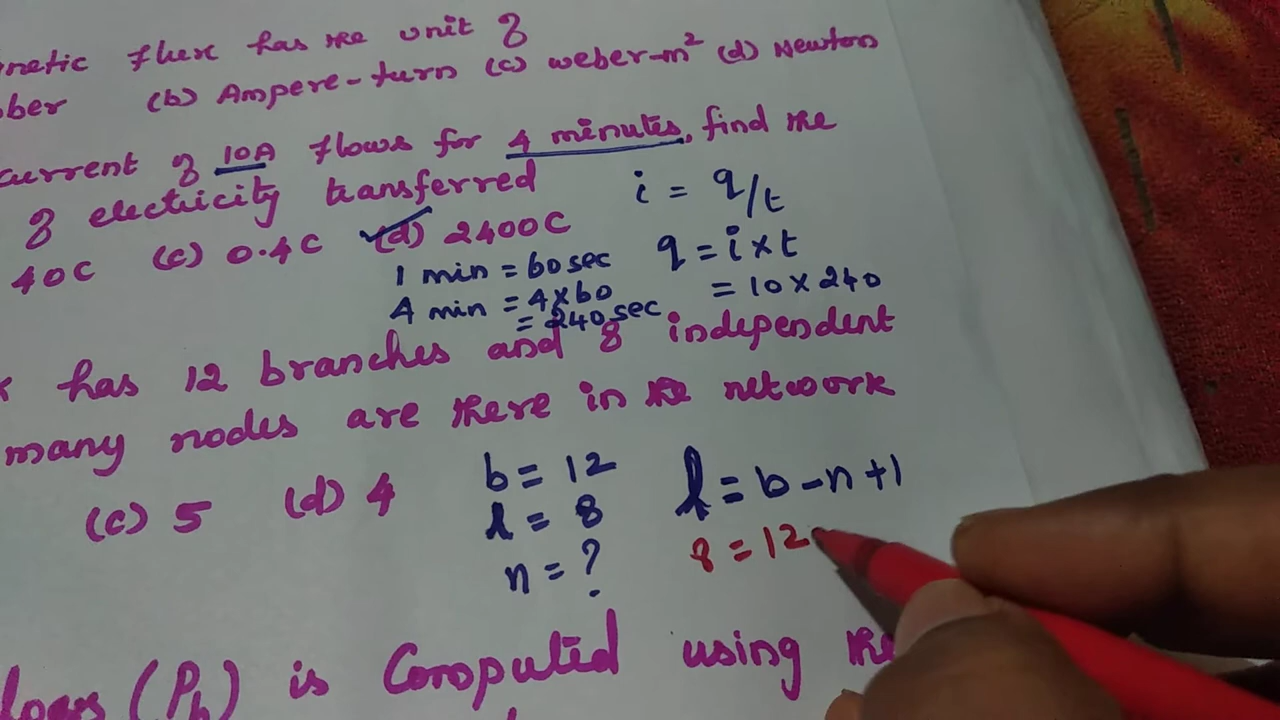 netic flux has the unit of
ber (b) Ampere-turn (c) weber-m² (d) Newton
current of 10A flows for 4 minutes, find the
of electricity transferred
i = q/t
40C (c) 0.4C (d) 2400C
q = i × t
1 min = 60 sec
= 10 × 240
4 min = 4×60
= 240 sec
has 12 branches and 8 independent
many nodes are there in the network
(c) 5 (d) 4
b = 12
l = b - n + 1
l = 8
8 = 12
n = ?
(Ph) is computed using the